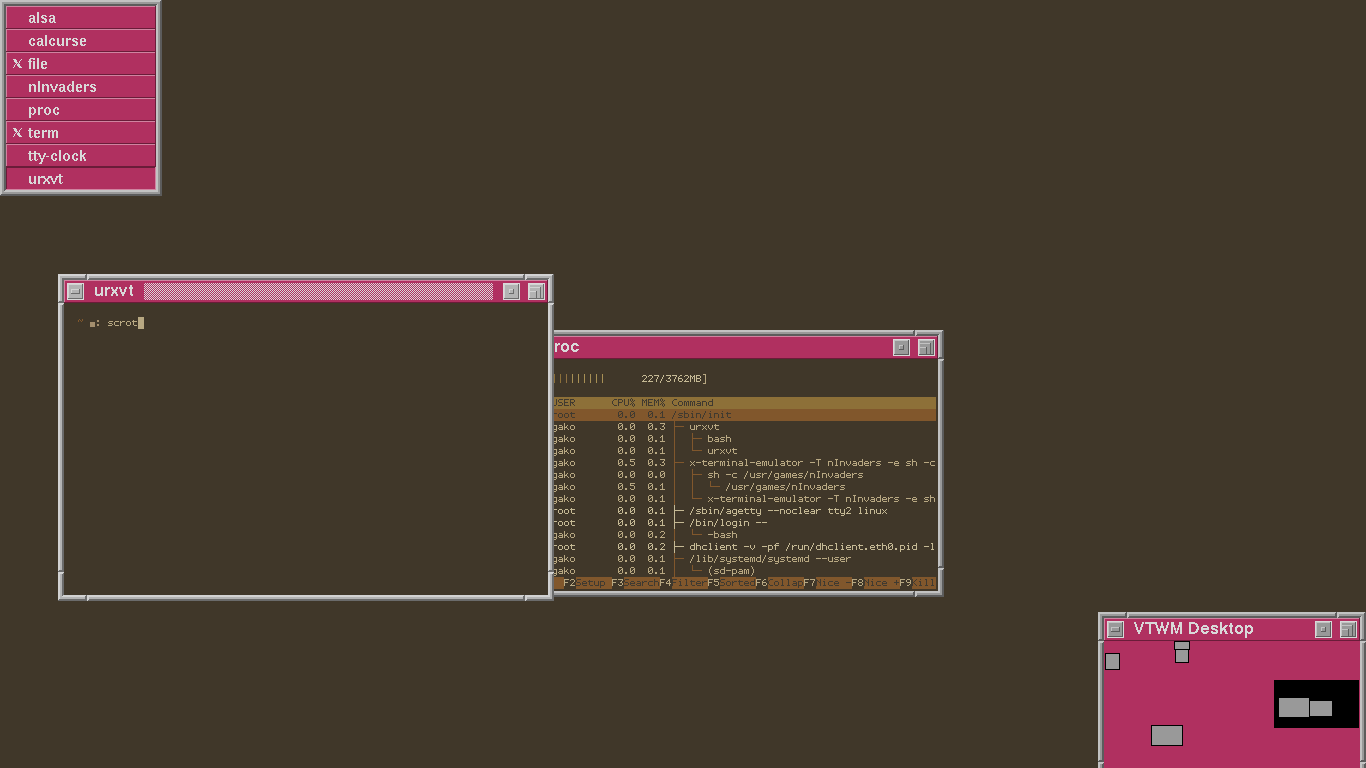 alsa
calcurse
file
nInvaders
proc
term
tty-clock
urxvt
urxvt
~ : scrot
roc
||||||||| 227/3762MB]
USER CPU% MEM% Command
root 0.0 0.1 /sbin/init
gako 0.0 0.3 urxvt
gako 0.0 0.1 bash
gako 0.0 0.1 urxvt
gako 0.5 0.3 x-terminal-emulator -T nInvaders -e sh -c
gako 0.0 0.0 sh -c /usr/games/nInvaders
gako 0.5 0.1 /usr/games/nInvaders
gako 0.0 0.1 x-terminal-emulator -T nInvaders -e sh
root 0.0 0.1 /sbin/agetty --noclear tty2 linux
root 0.0 0.1 /bin/login --
gako 0.0 0.2 -bash
root 0.0 0.2 dhclient -v -pf /run/dhclient.eth0.pid -l
gako 0.0 0.1 /lib/systemd/systemd --user
gako 0.0 0.1 (sd-pam)
F2Setup F3SearchF4FilterF5SortedF6CollapF7Nice -F8Nice +F9Kill
VTWM Desktop